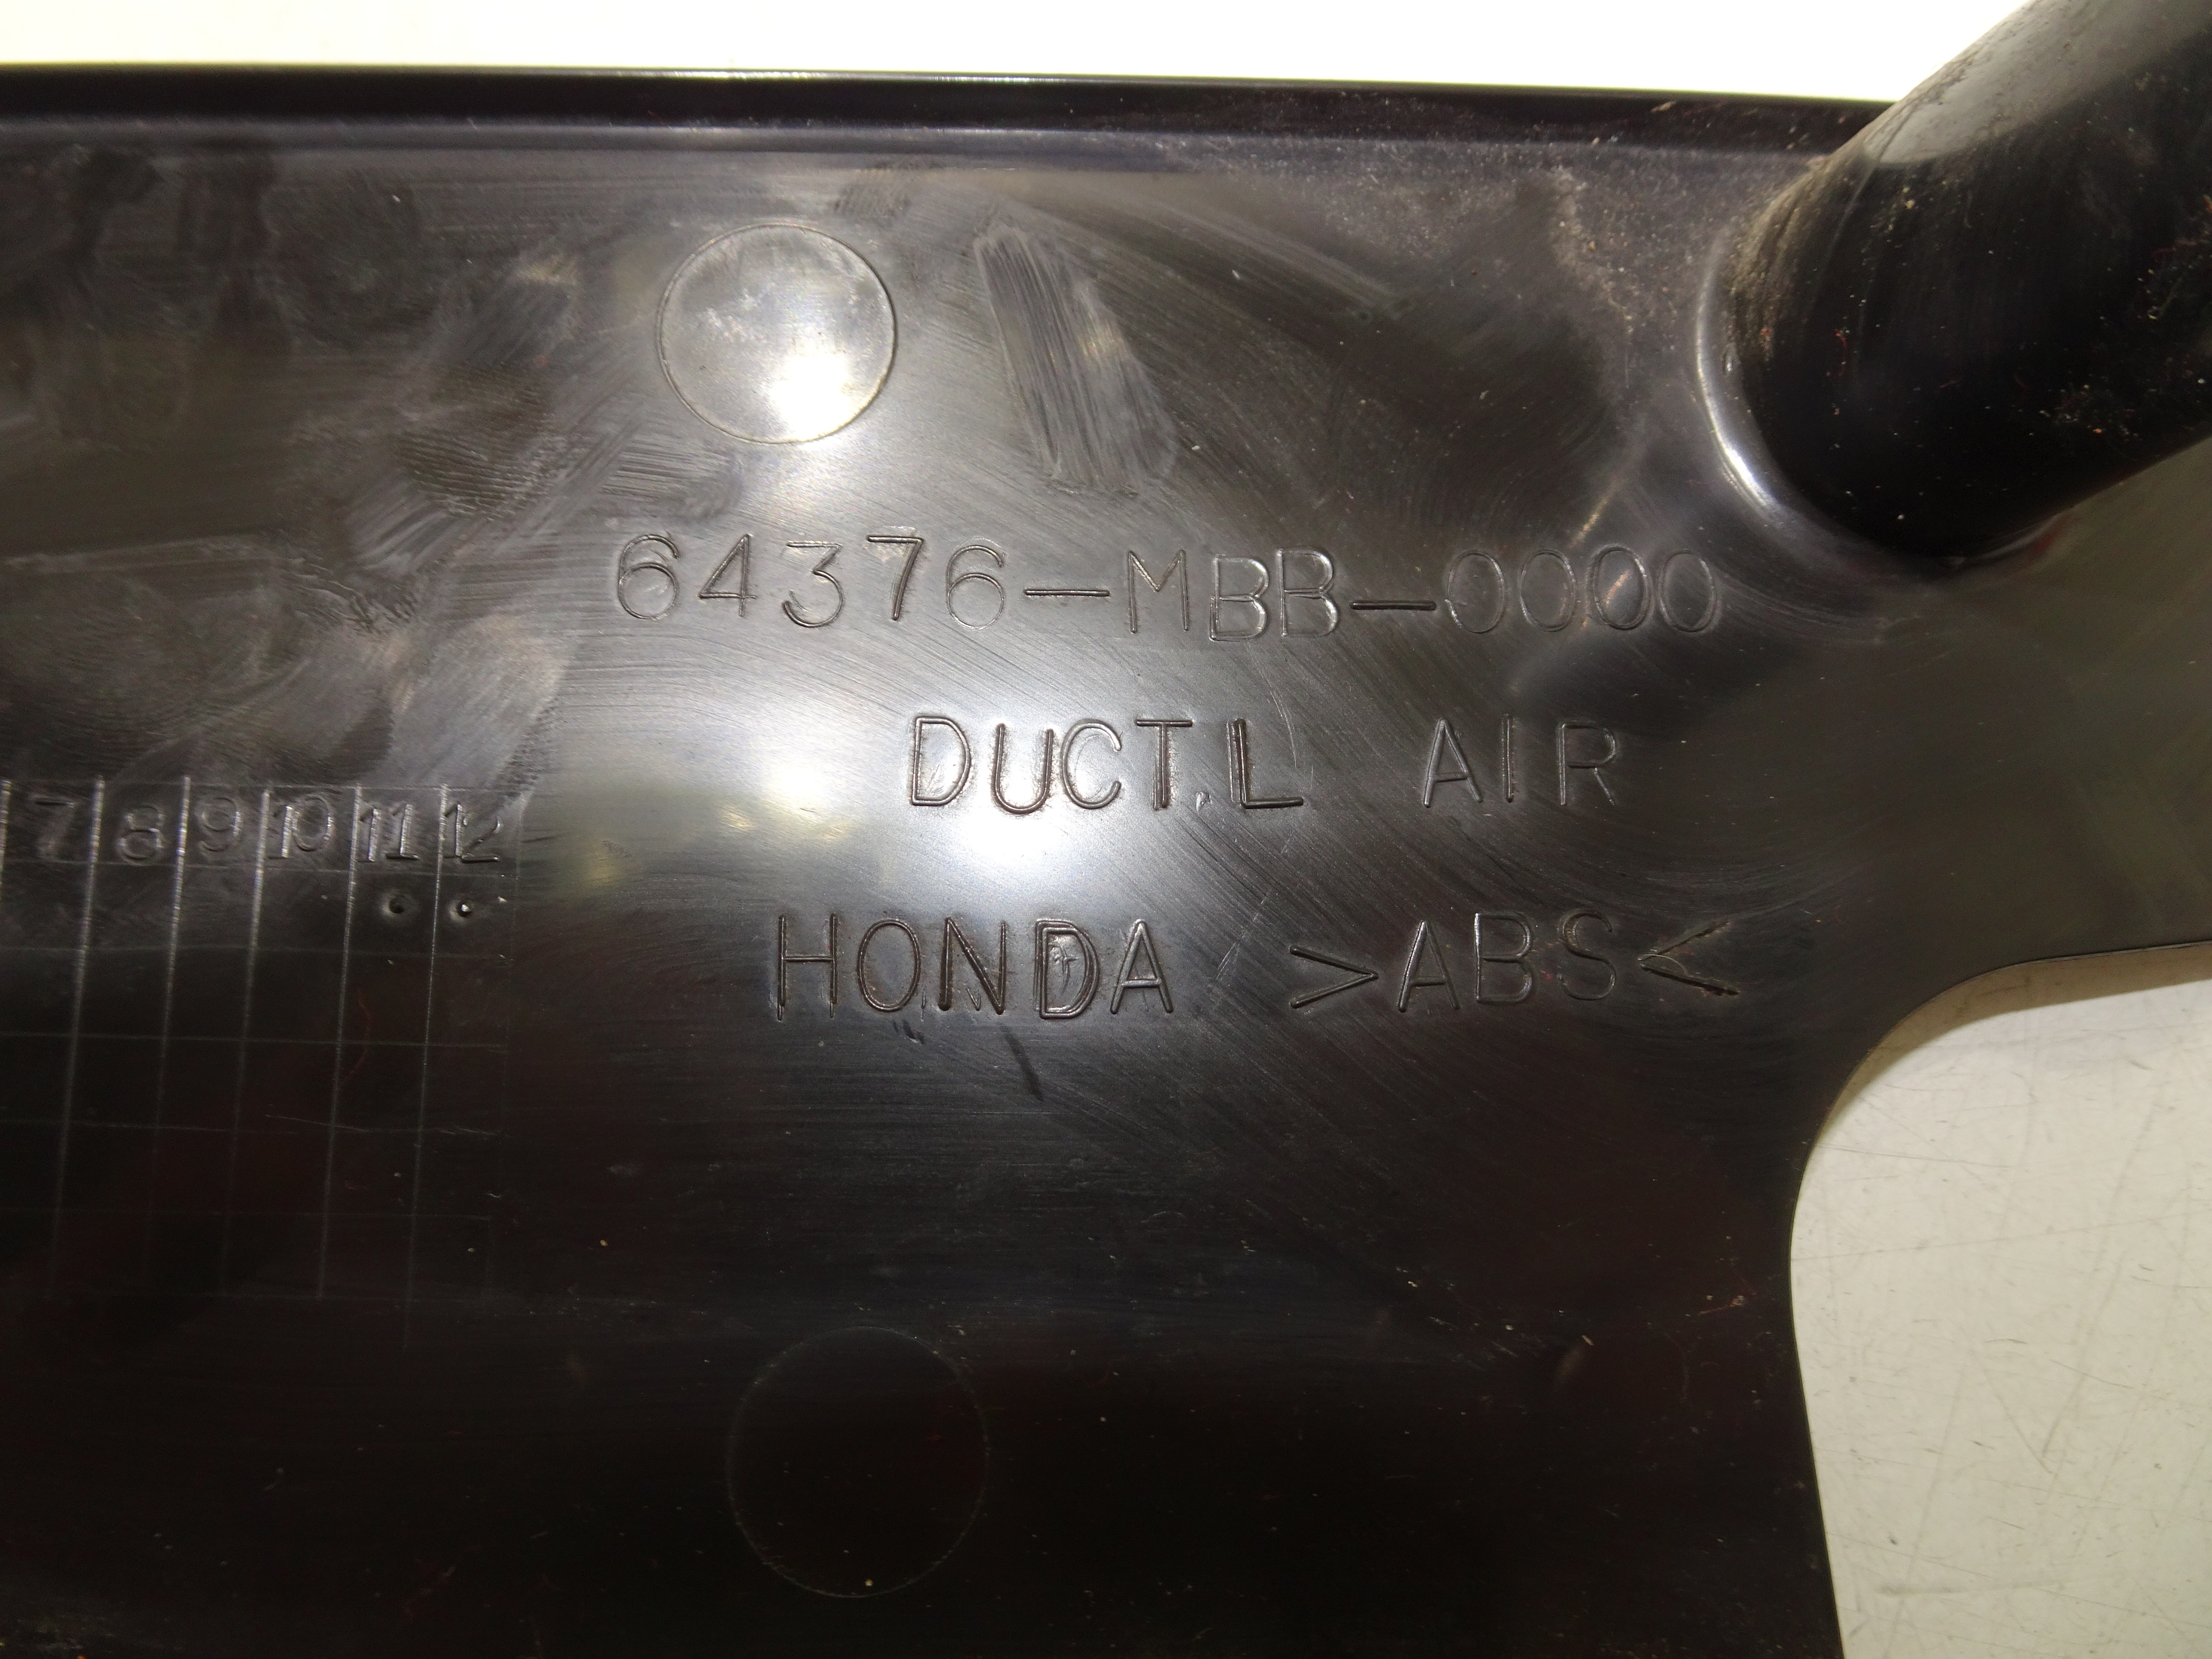 64376-MBB-0000
DUCT.L AIR
7 8 9 10 11 12
HONDA >ABS<